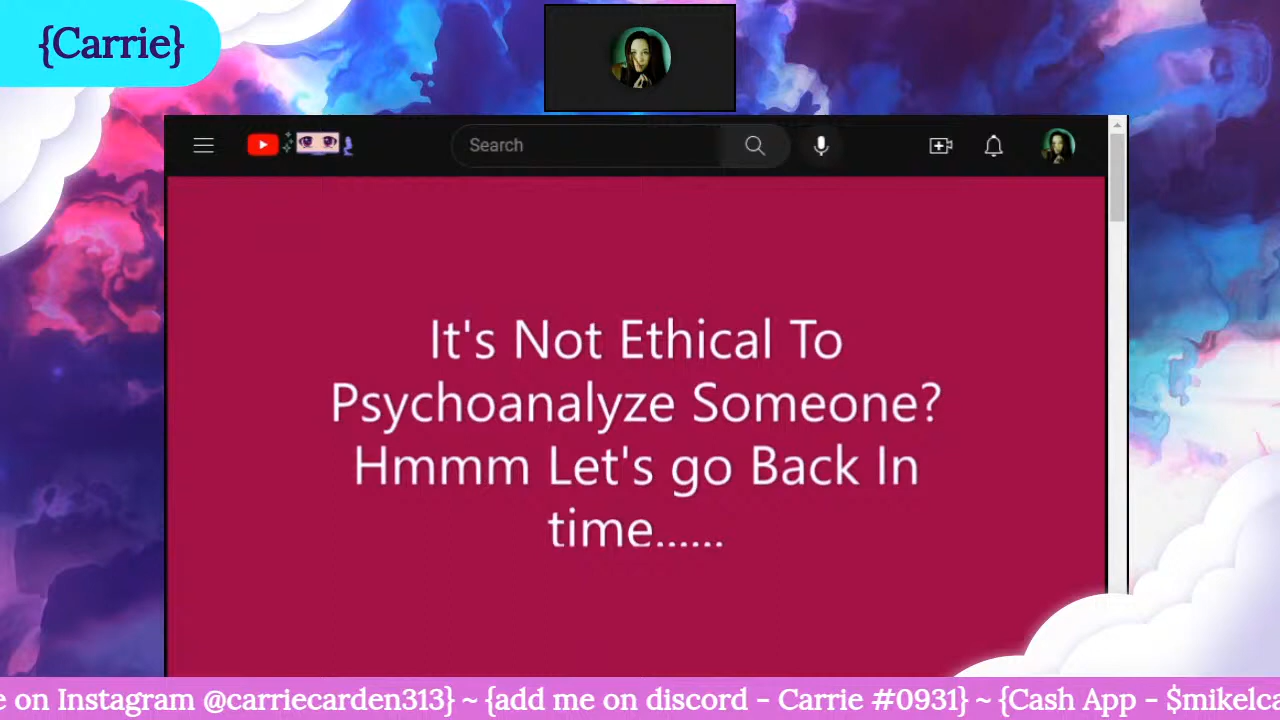 {Carrie}
Search
It's Not Ethical To
Psychoanalyze Someone?
Hmmm Let's go Back In
time......
e on Instagram @carriecarden313} ~ {add me on discord - Carrie #0931} ~ {Cash App - $mikelca